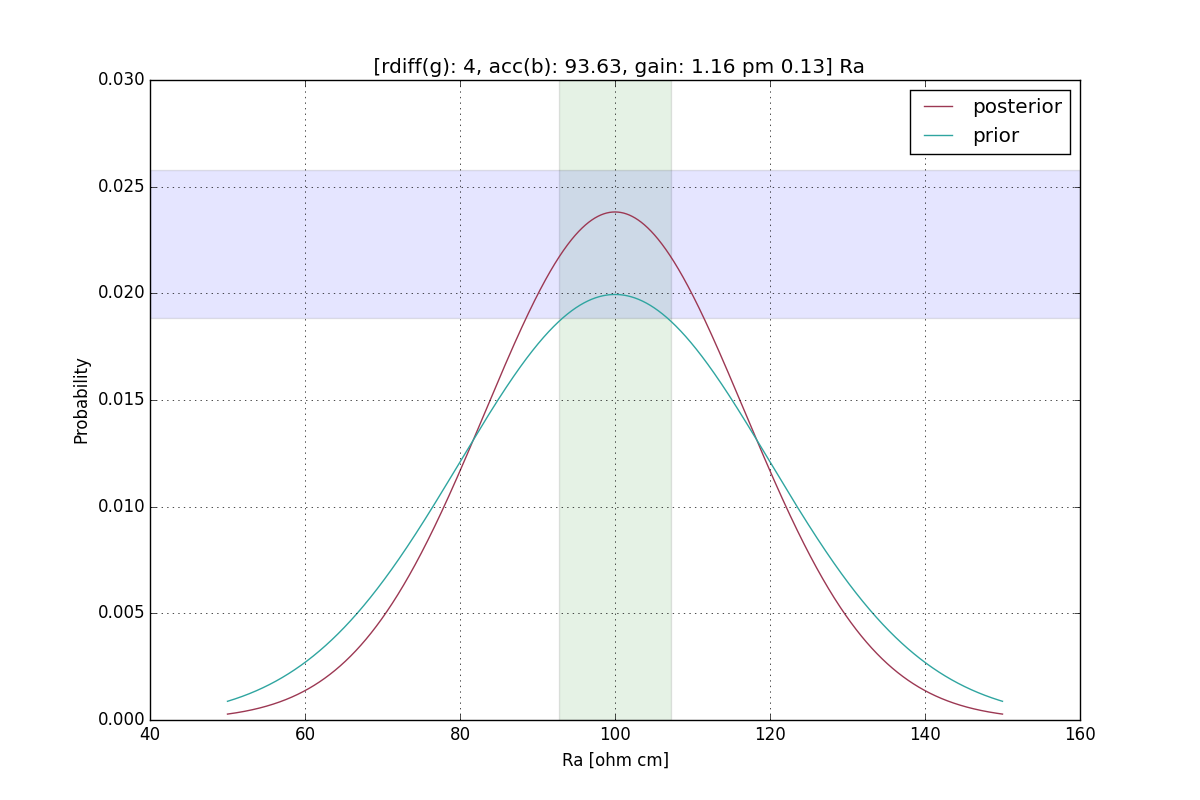 [rdiff(g): 4, acc(b): 93.63, gain: 1.16 pm 0.13] Ra
posterior
prior
0.030
0.025
0.020
0.015
0.010
0.005
0.000
Probability
40 60 80 100 120 140 160
Ra [ohm cm]